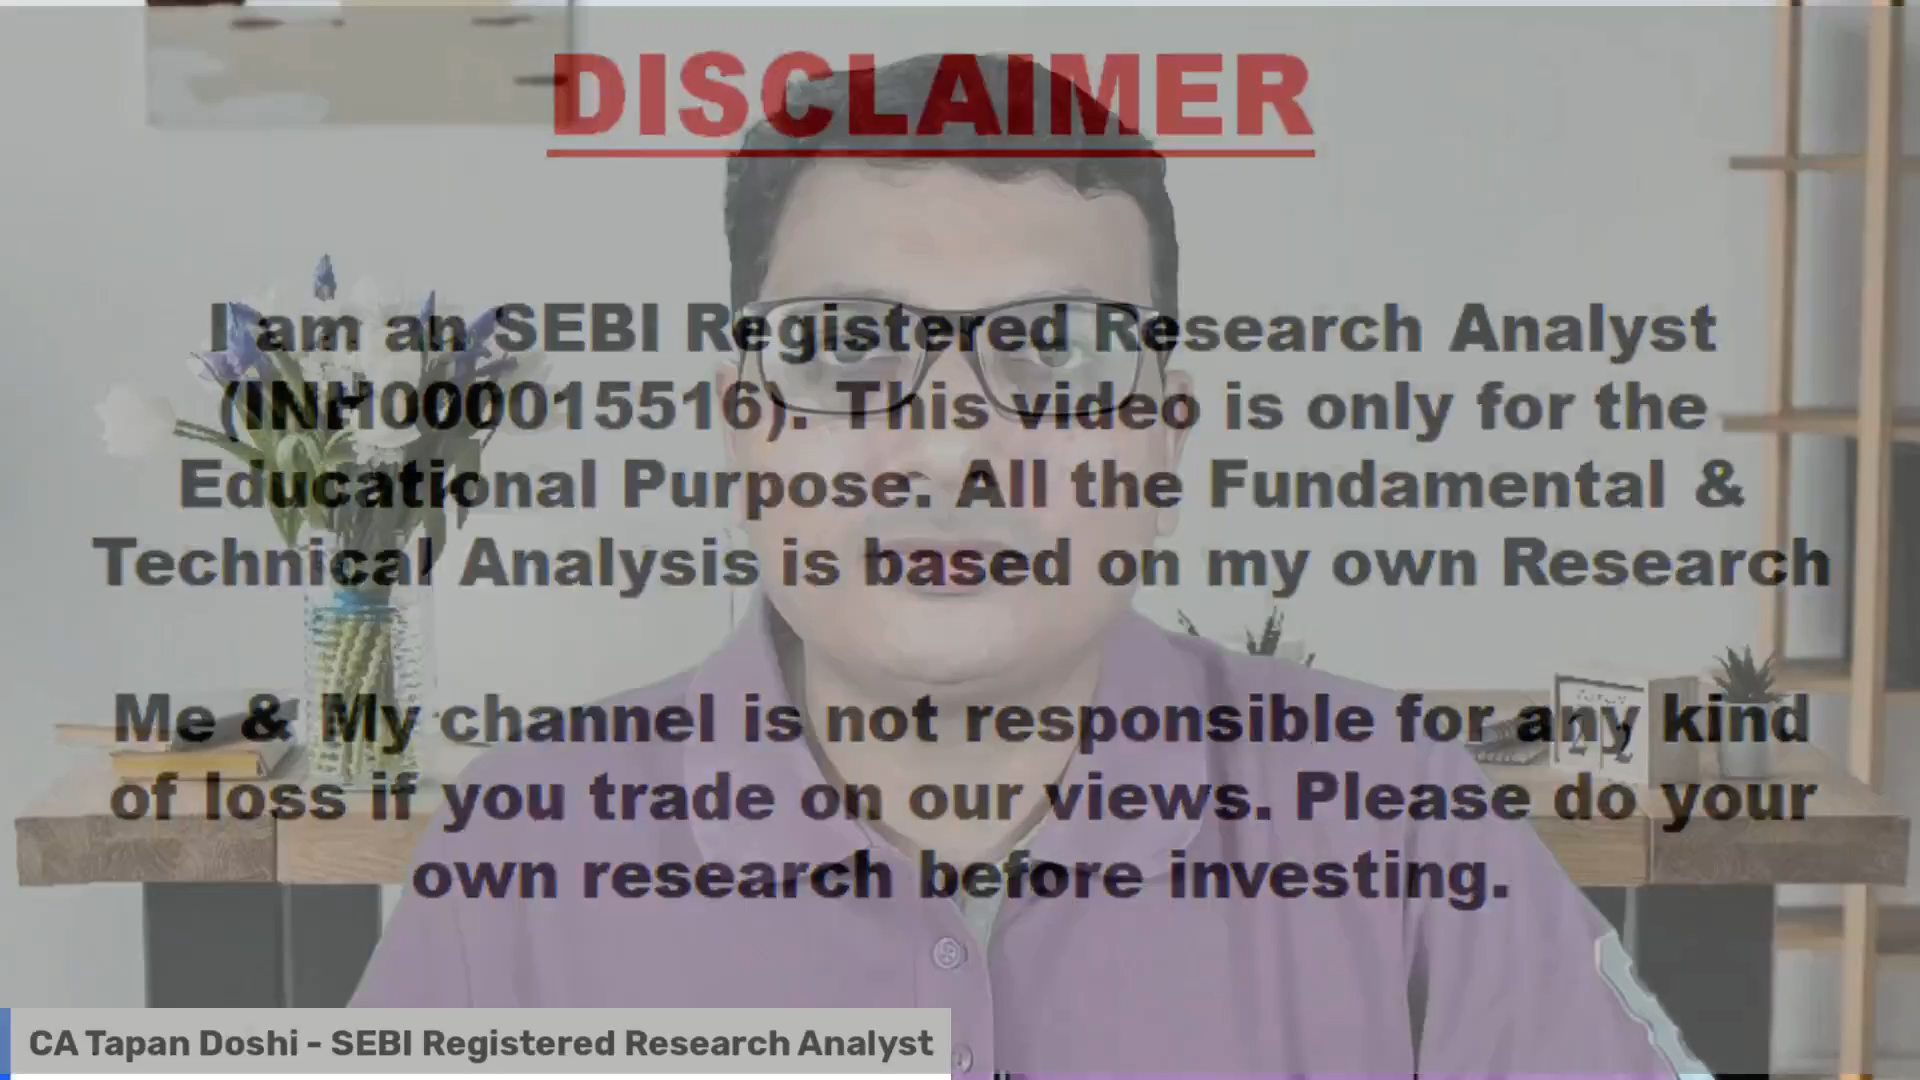 DISCLAIMER
I am an SEBI Registered Research Analyst
(INH000015516). This video is only for the
Educational Purpose. All the Fundamental &
Technical Analysis is based on my own Research
Me & My channel is not responsible for any kind
of loss if you trade on our views. Please do your
own research before investing.
CA Tapan Doshi - SEBI Registered Research Analyst